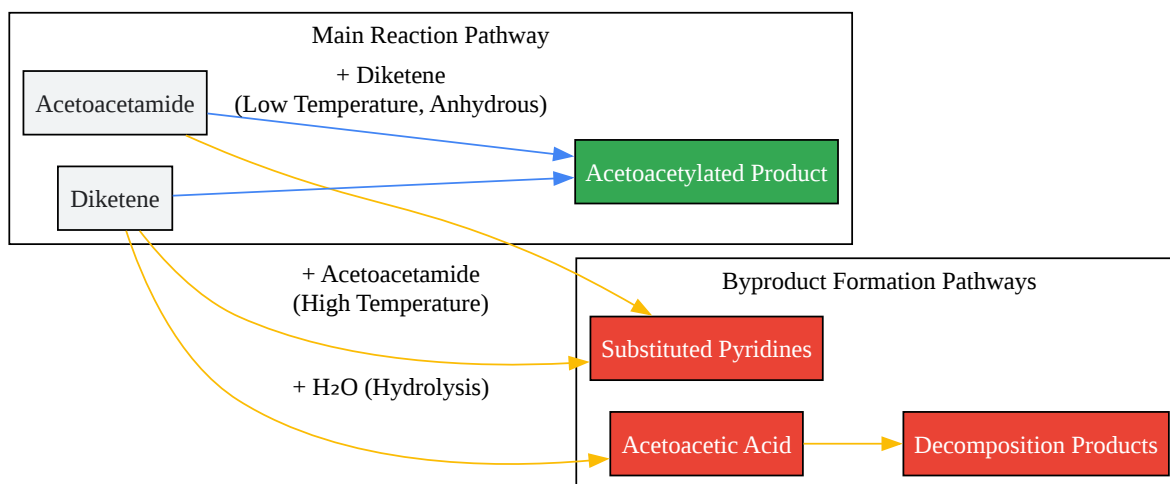 Main Reaction Pathway
+ Diketene
(Low Temperature, Anhydrous)
Acetoacetamide
Acetoacetylated Product
Diketene
+ Acetoacetamide
(High Temperature)
Byproduct Formation Pathways
Substituted Pyridines
+ H₂O (Hydrolysis)
Acetoacetic Acid
Decomposition Products